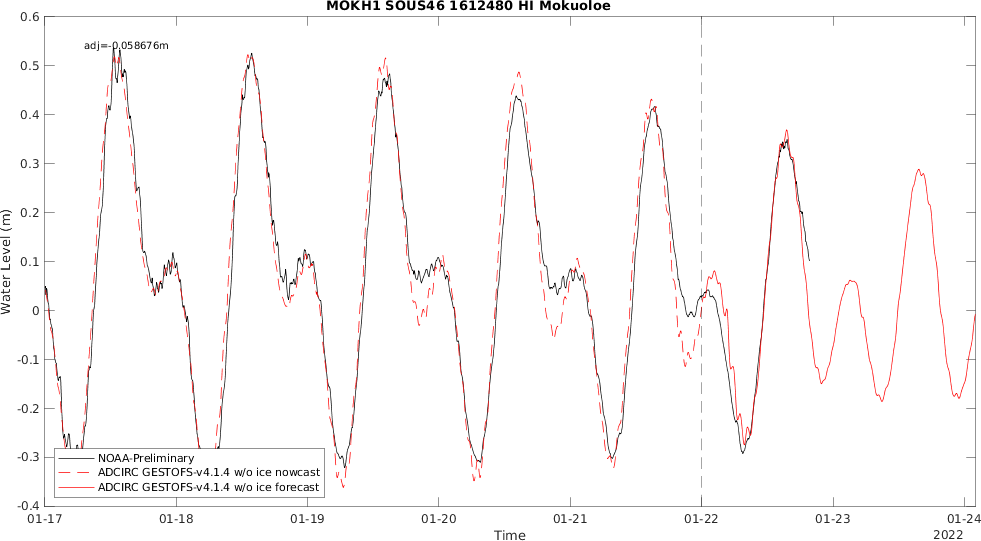 MOKH1 SOUS46 1612480 HI Mokuoloe
adj=-0.058676m
0.6
0.5
0.4
0.3
0.2
0.1
0
-0.1
-0.2
-0.3
-0.4
Water Level (m)
NOAA-Preliminary
ADCIRC GESTOFS-v4.1.4 w/o ice nowcast
ADCIRC GESTOFS-v4.1.4 w/o ice forecast
01-17 01-18 01-19 01-20 01-21 01-22 01-23 01-24
Time
2022